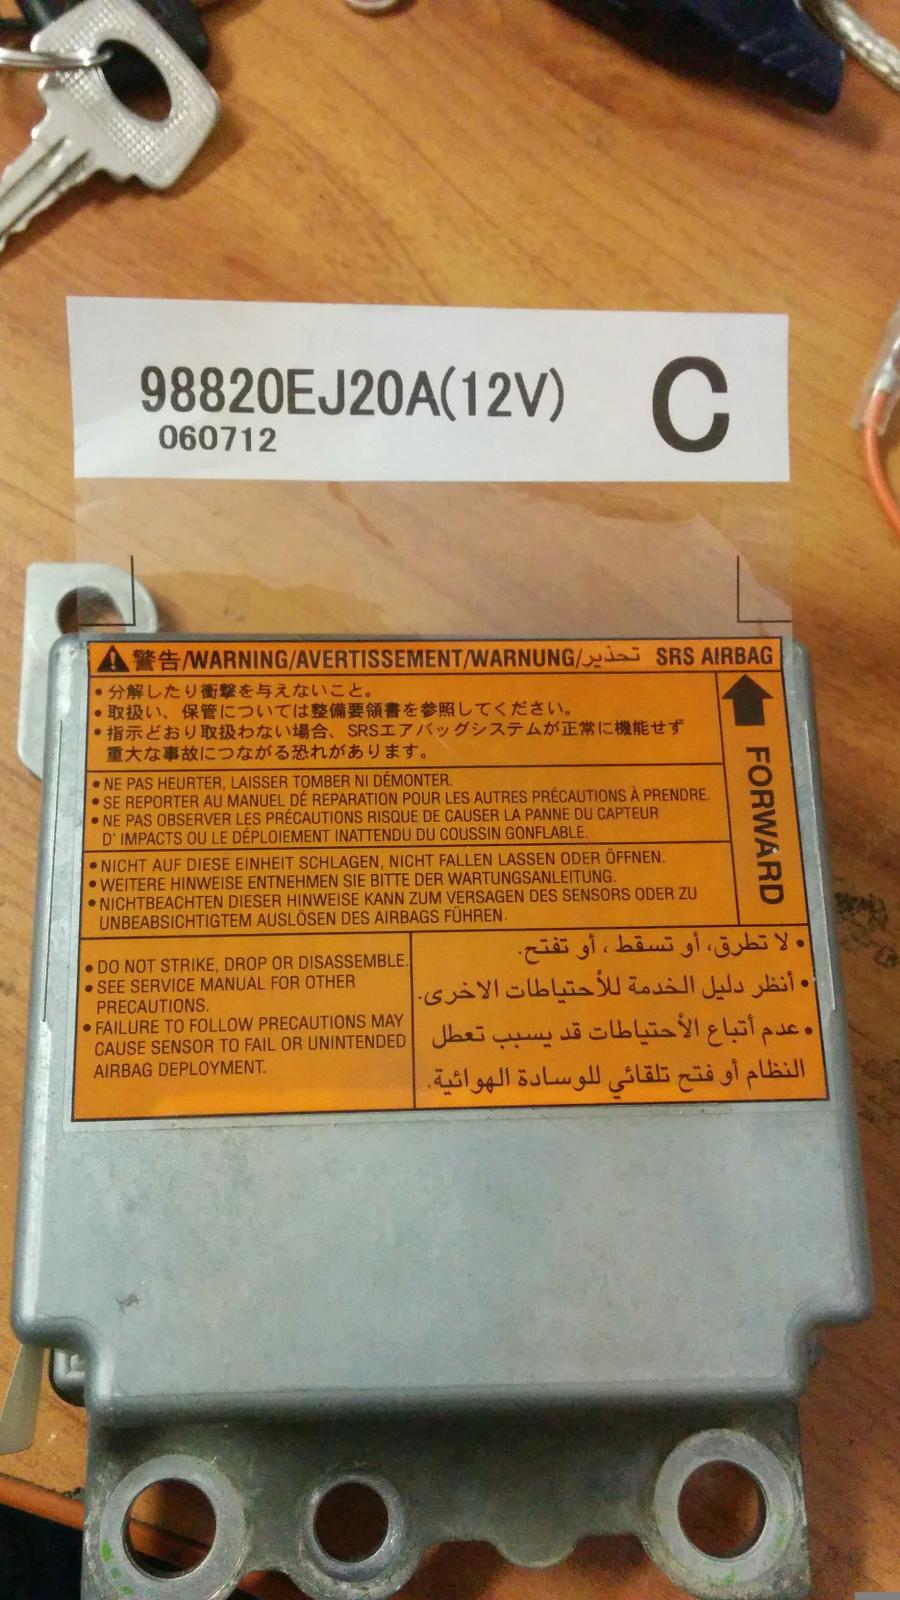 98820EJ20A(12V) C
060712
警告/WARNING/AVERTISSEMENT/WARNUNG/تحذير SRS AIRBAG
• 分解したり衝撃を与えないこと。
• 取扱い、保管については整備要領書を参照してください。
• 指示どおり取扱わない場合、SRSエアバッグシステムが正常に機能せず
重大な事故につながる恐れがあります。
FORWARD
• NE PAS HEURTER, LAISSER TOMBER NI DÉMONTER.
• SE REPORTER AU MANUEL DÉ REPARATION POUR LES AUTRES PRÉCAUTIONS À PRENDRE.
• NE PAS OBSERVER LES PRÉCAUTIONS RISQUE DE CAUSER LA PANNE DU CAPTEUR
D' IMPACTS OU LE DÉPLOIEMENT INATTENDU DU COUSSIN GONFLABLE.
• NICHT AUF DIESE EINHEIT SCHLAGEN, NICHT FALLEN LASSEN ODER ÖFFNEN.
• WEITERE HINWEISE ENTNEHMEN SIE BITTE DER WARTUNGSANLEITUNG.
• NICHTBEACHTEN DIESER HINWEISE KANN ZUM VERSAGEN DES SENSORS ODER ZU
UNBEABSICHTIGTEM AUSLÖSEN DES AIRBAGS FÜHREN.
• DO NOT STRIKE, DROP OR DISASSEMBLE.
• SEE SERVICE MANUAL FOR OTHER
PRECAUTIONS.
• FAILURE TO FOLLOW PRECAUTIONS MAY
CAUSE SENSOR TO FAIL OR UNINTENDED
AIRBAG DEPLOYMENT.
• لا تطرق، أو تسقط ، أو تفتح.
• أنظر دليل الخدمة للأحتياطات الاخرى.
• عدم أتباع الأحتياطات قد يسبب تعطل
النظام أو فتح تلقائي للوسادة الهوائية.